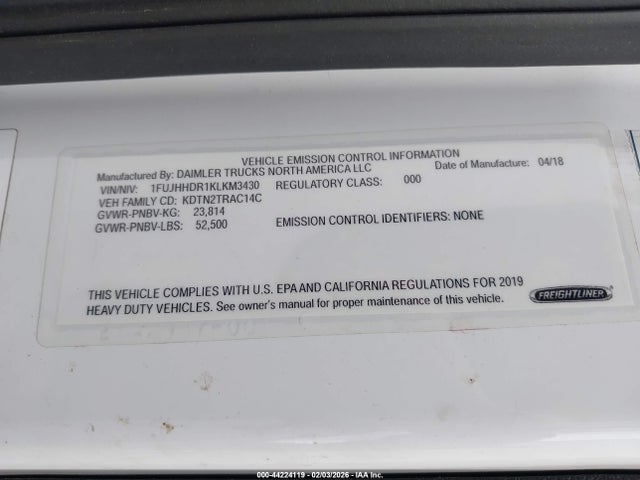 VEHICLE EMISSION CONTROL INFORMATION
Manufactured By: DAIMLER TRUCKS NORTH AMERICA LLC Date of Manufacture: 04/18
VIN/NIV: 1FUJHHDR1KLKM3430 REGULATORY CLASS: 000
VEH FAMILY CD: KDTN2TRAC14C
GVWR-PNBV-KG: 23,814
GVWR-PNBV-LBS: 52,500 EMISSION CONTROL IDENTIFIERS: NONE
THIS VEHICLE COMPLIES WITH U.S. EPA AND CALIFORNIA REGULATIONS FOR 2019
HEAVY DUTY VEHICLES. See owner's manual for proper maintenance of this vehicle.
FREIGHTLINER
000-44224119 - 02/03/2026 - IAA Inc.